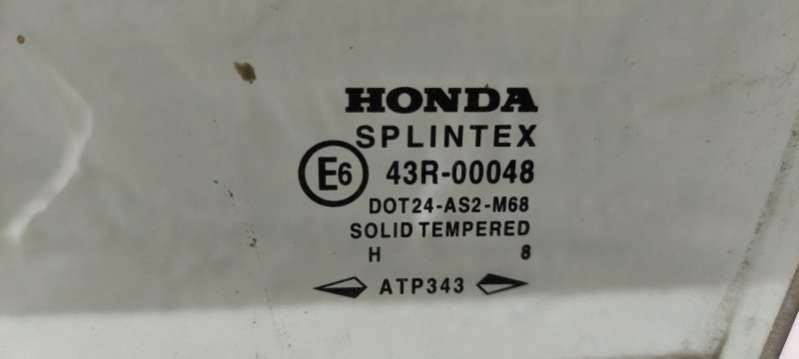 HONDA
SPLINTEX
E6 43R-00048
DOT24-AS2-M68
SOLID TEMPERED
H 8
ATP343